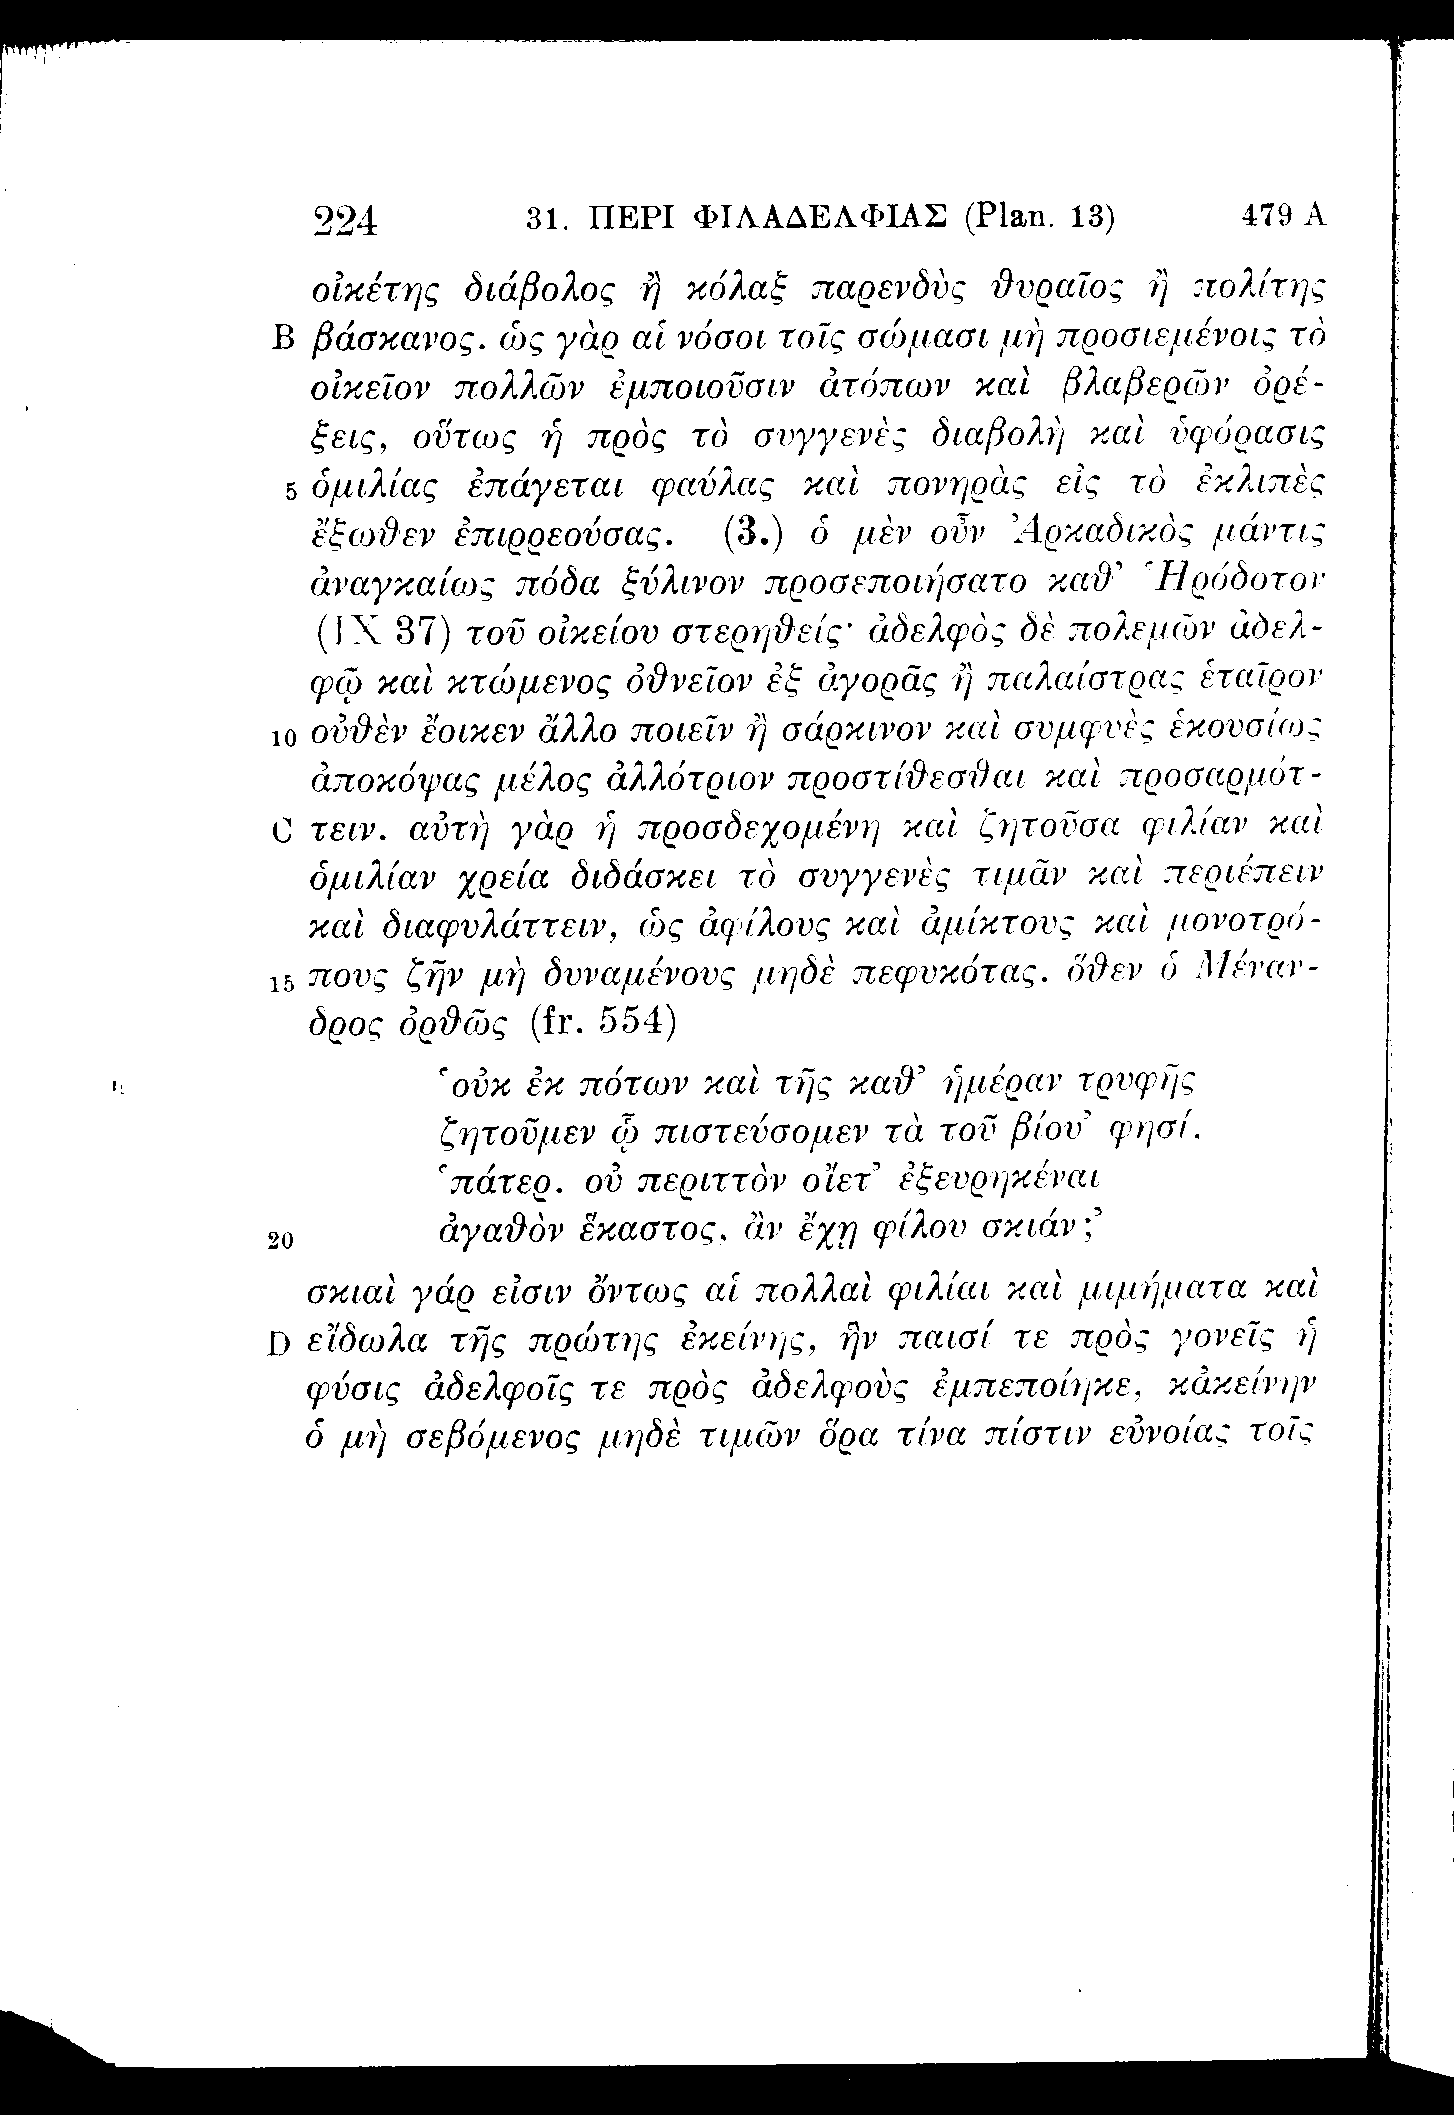 224 31. ΠΕΡΙ ΦΙΛΑΔΕΛΦΙΑΣ (Plan. 13) 479 A
οἰκέτης διάβολος ἢ κόλαξ παρενδὺς θυραῖος ἢ πολίτης
B βάσκανος. ὡς γὰρ αἱ νόσοι τοῖς σώμασι μὴ προσιεμένοις τὸ
οἰκεῖον πολλῶν ἐμποιοῦσιν ἀτόπων καὶ βλαβερῶν ὀρέ-
ξεις, οὕτως ἡ πρὸς τὸ συγγενὲς διαβολὴ καὶ ὑφόρασις
5 ὁμιλίας ἐπάγεται φαύλας καὶ πονηρὰς εἰς τὸ ἐκλιπὲς
ἔξωθεν ἐπιρρεούσας. (3.) ὁ μὲν οὖν Ἀρκαδικὸς μάντις
ἀναγκαίως πόδα ξύλινον προσεποιήσατο καθ’ Ἡρόδοτον
(IX 37) τοῦ οἰκείου στερηθείς· ἀδελφὸς δὲ πολεμῶν ἀδελ-
φῷ καὶ κτώμενος ὀθνεῖον ἐξ ἀγορᾶς ἢ παλαίστρας ἑταῖρον
10 οὐθὲν ἔοικεν ἄλλο ποιεῖν ἢ σάρκινον καὶ συμφυὲς ἑκουσίως
ἀποκόψας μέλος ἀλλότριον προστίθεσθαι καὶ προσαρμότ-
C τειν. αὐτὴ γὰρ ἡ προσδεχομένη καὶ ζητοῦσα φιλίαν καὶ
ὁμιλίαν χρεία διδάσκει τὸ συγγενὲς τιμᾶν καὶ περιέπειν
καὶ διαφυλάττειν, ὡς ἀφίλους καὶ ἀμίκτους καὶ μονοτρό-
15 πους ζῆν μὴ δυναμένους μηδὲ πεφυκότας. ὅθεν ὁ Μέναν-
δρος ὀρθῶς (fr. 554)
‘οὐκ ἐκ πότων καὶ τῆς καθ’ ἡμέραν τρυφῆς
ζητοῦμεν ᾧ πιστεύσομεν τὰ τοῦ βίου’ φησί.
‘πάτερ. οὐ περιττὸν οἴετ’ ἐξευρηκέναι
20 ἀγαθὸν ἕκαστος, ἂν ἔχῃ φίλου σκιάν;’
σκιαὶ γάρ εἰσιν ὄντως αἱ πολλαὶ φιλίαι καὶ μιμήματα καὶ
D εἴδωλα τῆς πρώτης ἐκείνης, ἣν παισί τε πρὸς γονεῖς ἡ
φύσις ἀδελφοῖς τε πρὸς ἀδελφοὺς ἐμπεποίηκε, κἀκείνην
ὁ μὴ σεβόμενος μηδὲ τιμῶν ὅρα τίνα πίστιν εὐνοίας τοῖς